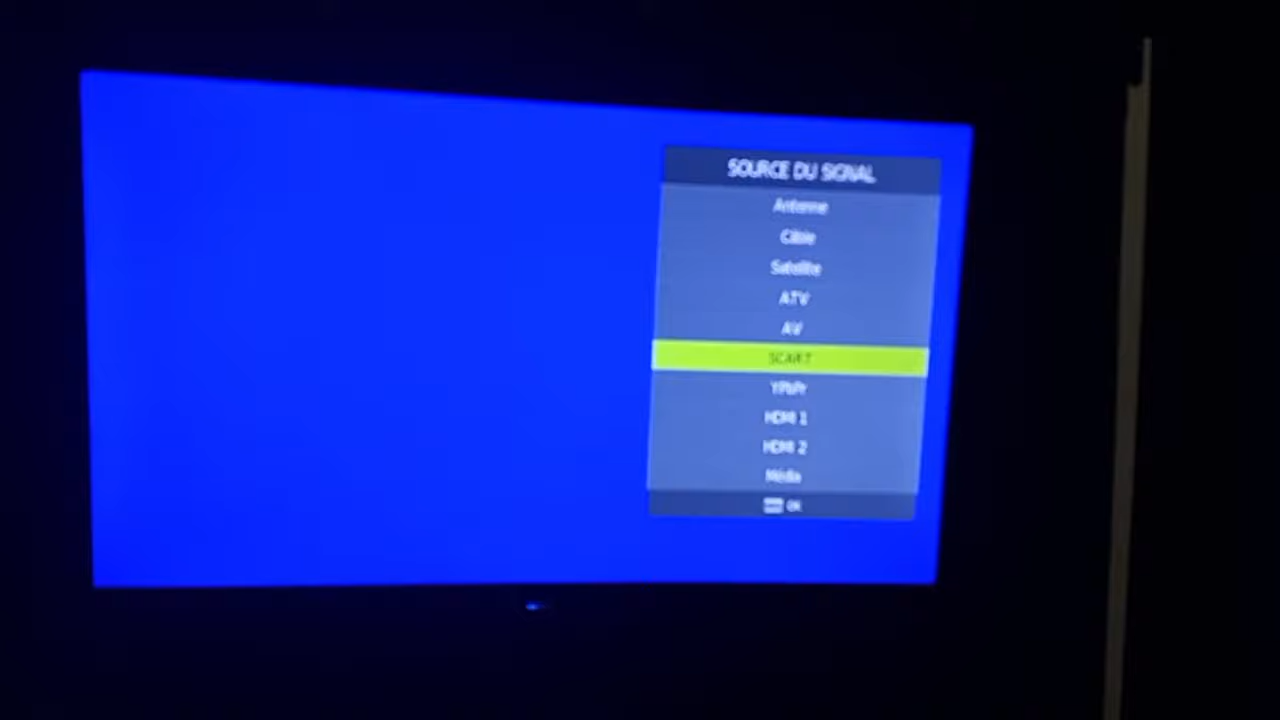 SOURCE DU SIGNAL
Antenne
Câble
Satellite
ATV
AV
SCART
YPbPr
HDMI 1
HDMI 2
Média
OK